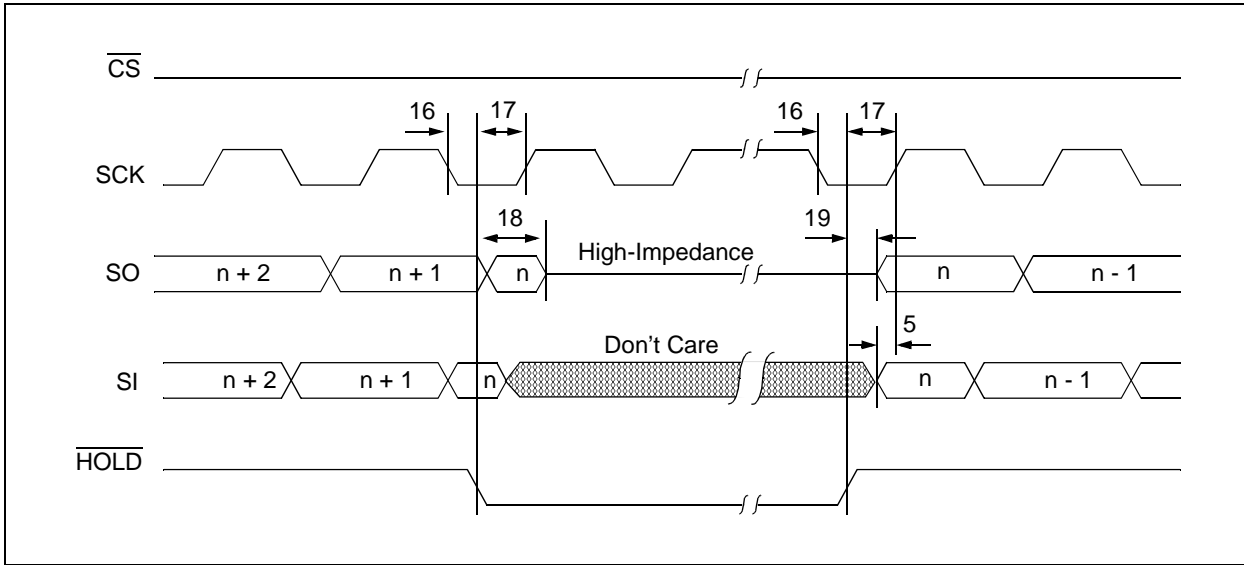 CS
16 17 16 17
SCK
18 19
High-Impedance
SO n + 2 n + 1 n n n - 1
5
Don't Care
SI n + 2 n + 1 n n n - 1
HOLD